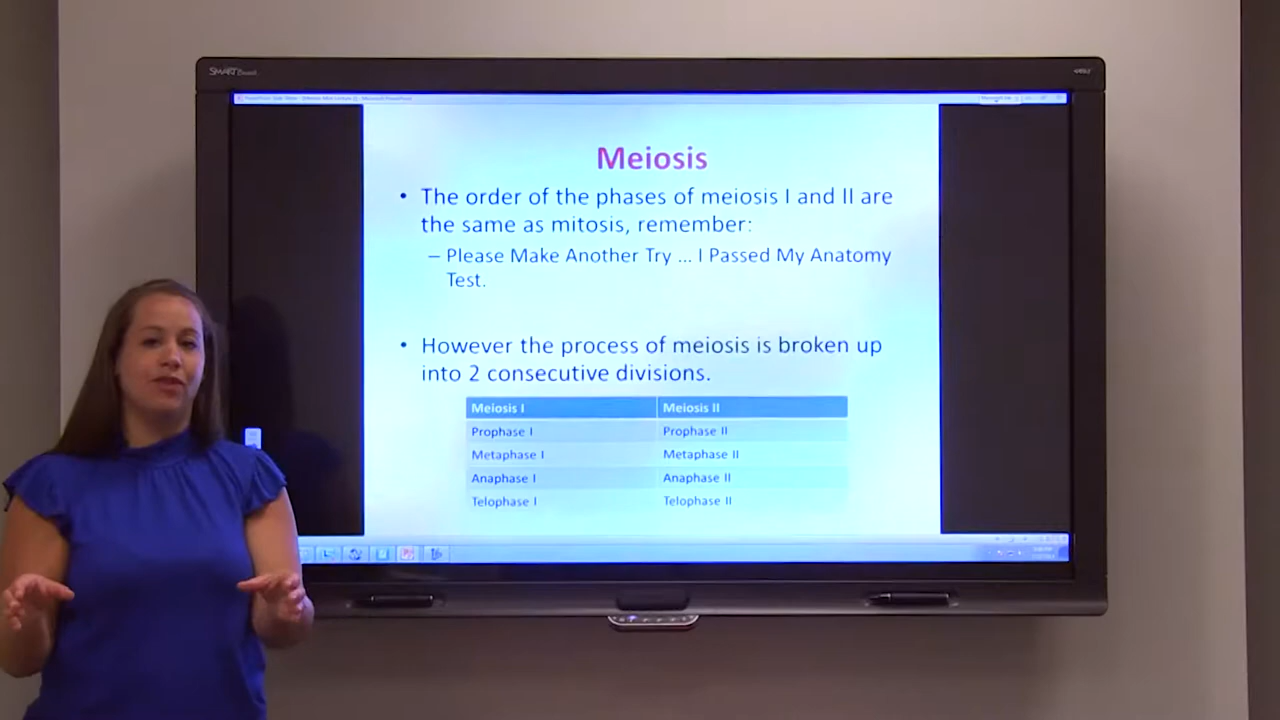 SMART Board
Meiosis
• The order of the phases of meiosis I and II are
the same as mitosis, remember:
– Please Make Another Try ... I Passed My Anatomy
Test.
• However the process of meiosis is broken up
into 2 consecutive divisions.
Meiosis I Meiosis II
Prophase I Prophase II
Metaphase I Metaphase II
Anaphase I Anaphase II
Telophase I Telophase II